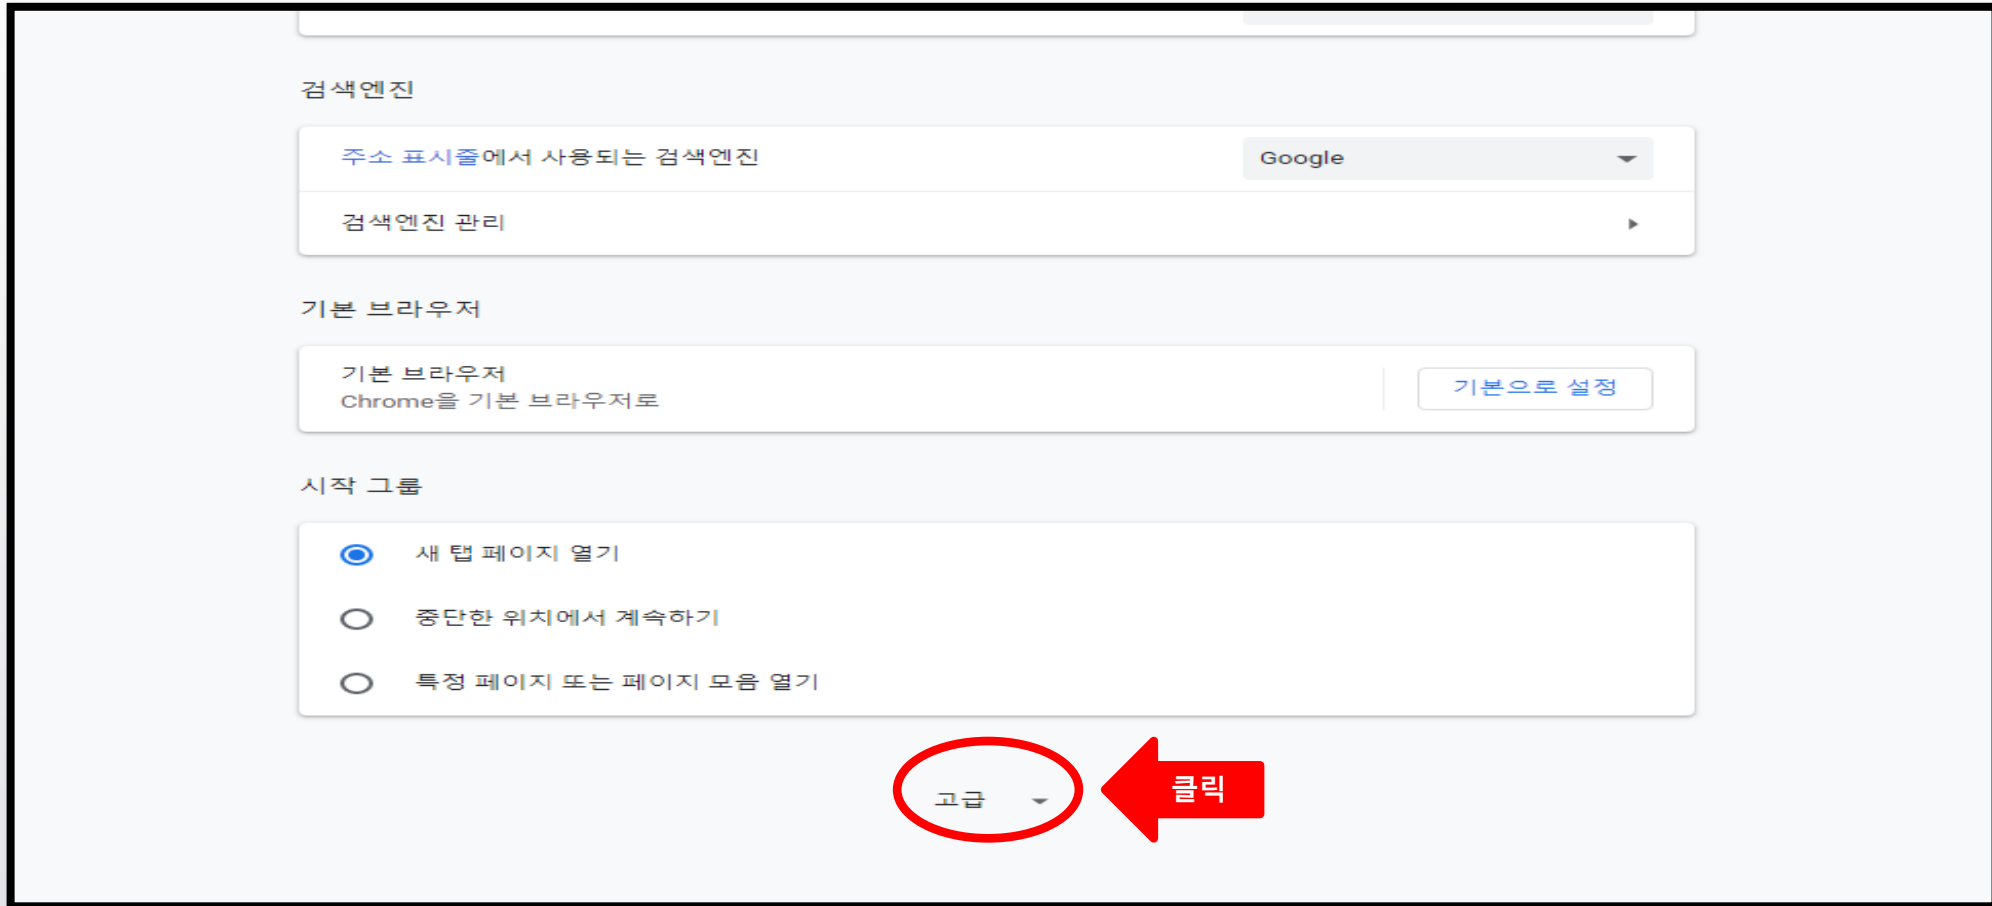 검색엔진
주소 표시줄에서 사용되는 검색엔진
Google
검색엔진 관리
기본 브라우저
기본 브라우저
Chrome을 기본 브라우저로
기본으로 설정
시작 그룹
새 탭 페이지 열기
중단한 위치에서 계속하기
특정 페이지 또는 페이지 모음 열기
고급
클릭